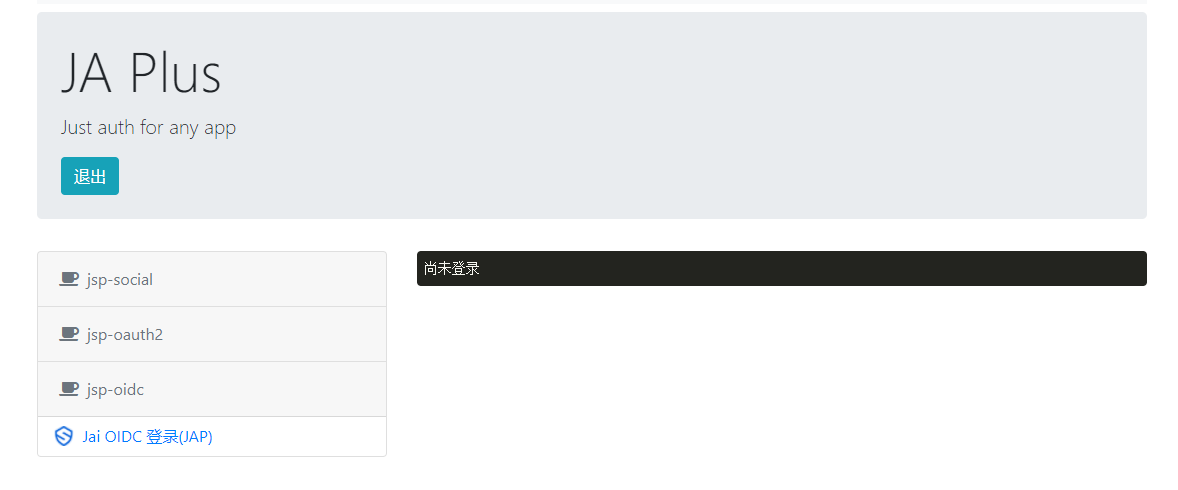 JA Plus
Just auth for any app
退出
jsp-social
jsp-oauth2
jsp-oidc
Jai OIDC 登录(JAP)
尚未登录